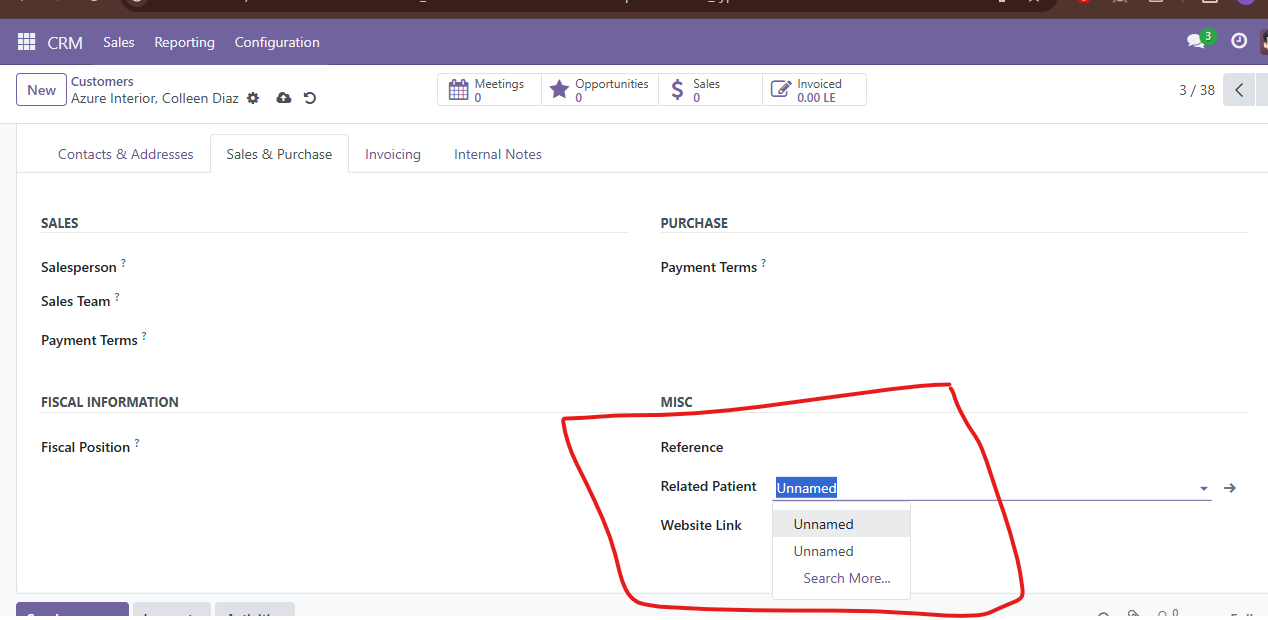 CRM Sales Reporting Configuration 3
New Customers
Azure Interior, Colleen Diaz
Meetings 0
Opportunities 0
Sales 0
Invoiced 0.00 LE
3 / 38
Contacts & Addresses Sales & Purchase Invoicing Internal Notes
SALES PURCHASE
Salesperson ? Payment Terms ?
Sales Team ?
Payment Terms ?
FISCAL INFORMATION MISC
Fiscal Position ? Reference
Related Patient Unnamed
Website Link Unnamed
Unnamed
Search More...
0